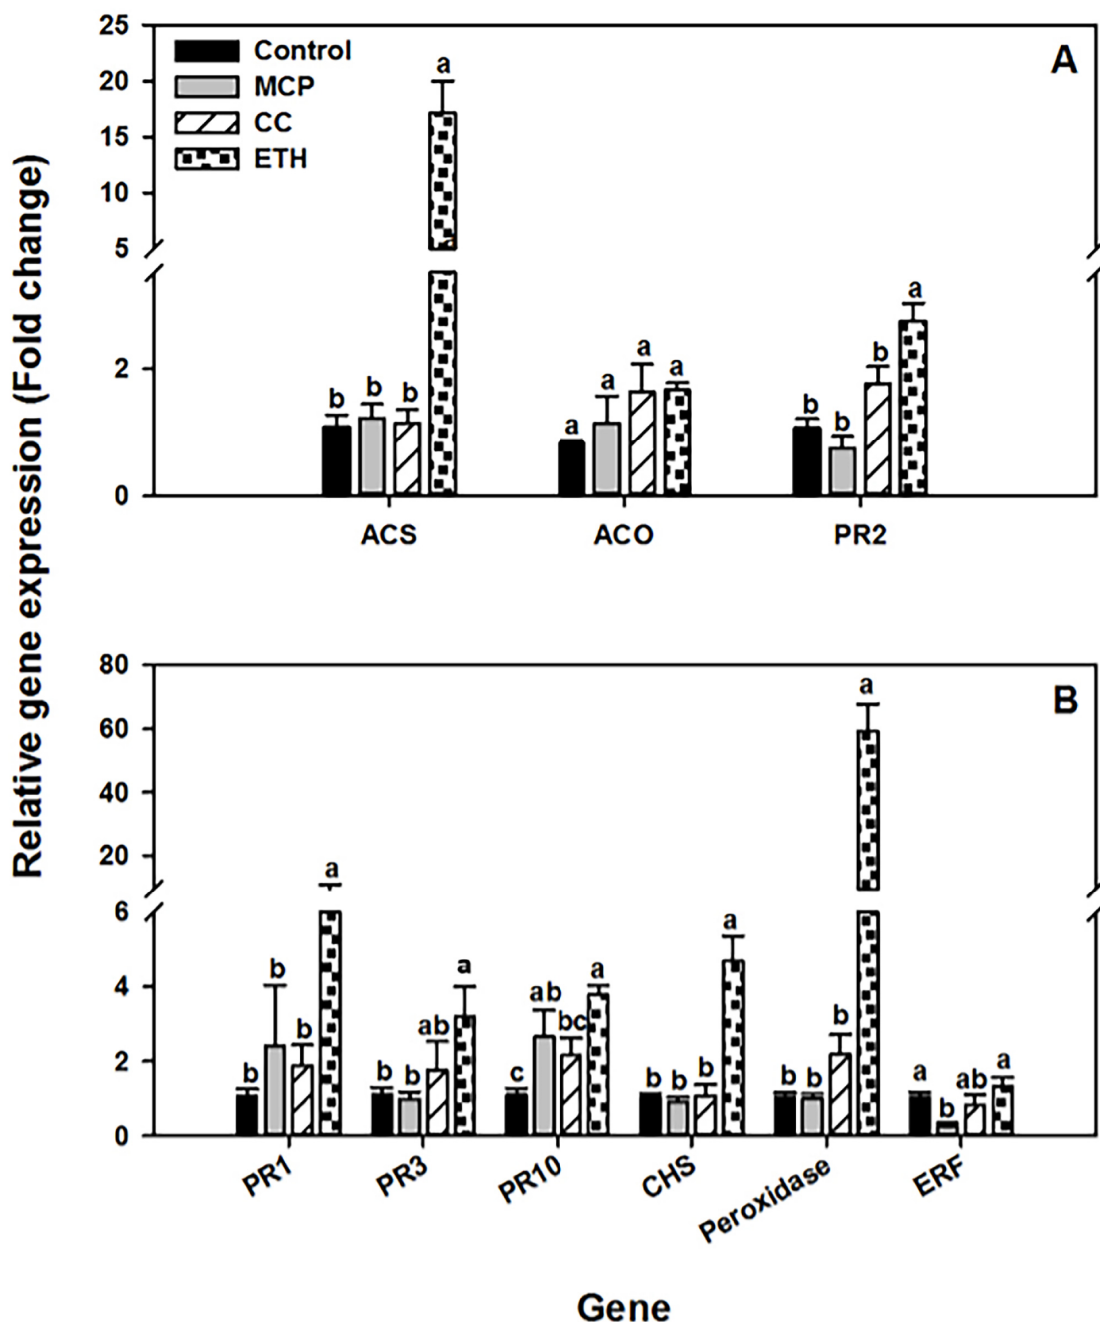 Relative gene expression (Fold change)
A
Control
MCP
CC
ETH
25
20
15
10
5
2
0
b b b a
a a a a
b b b a
ACS ACO PR2
B
80
60
40
20
6
4
2
0
b b b a
b b ab a
c ab bc a
b b b a
b b b a
a b ab a
PR1 PR3 PR10 CHS Peroxidase ERF
Gene